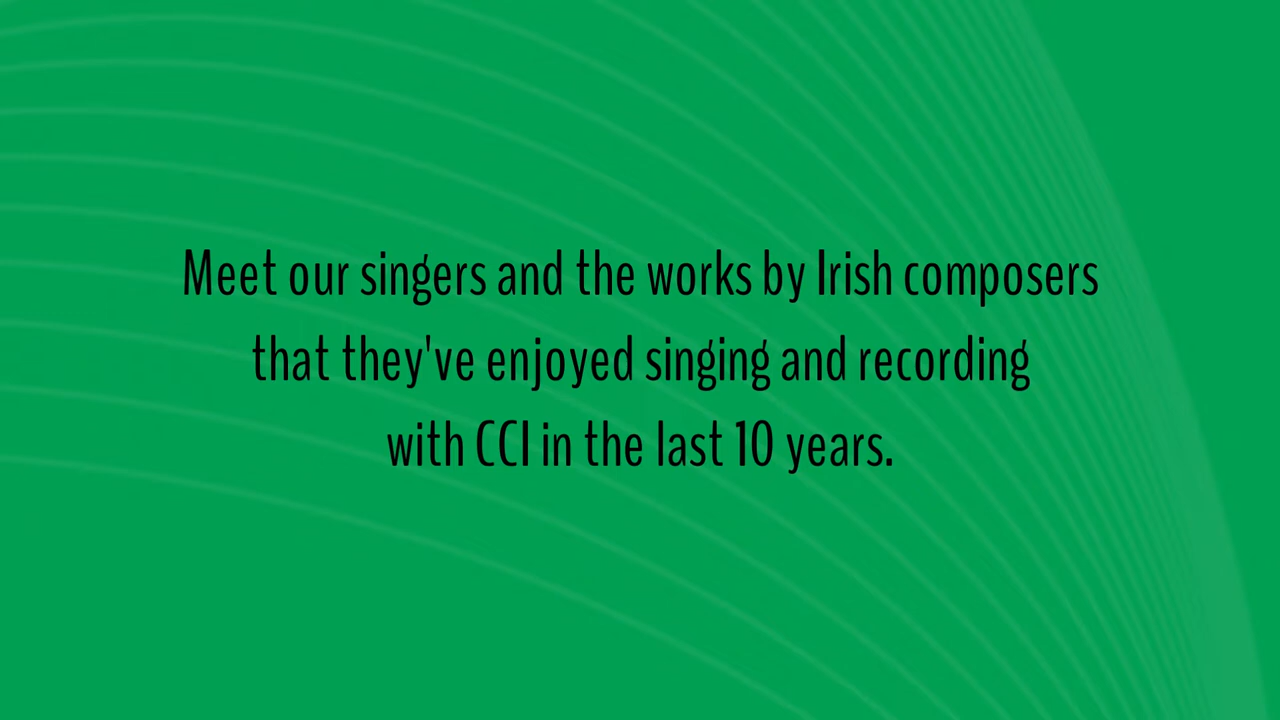 Meet our singers and the works by Irish composers
that they've enjoyed singing and recording
with CCI in the last 10 years.